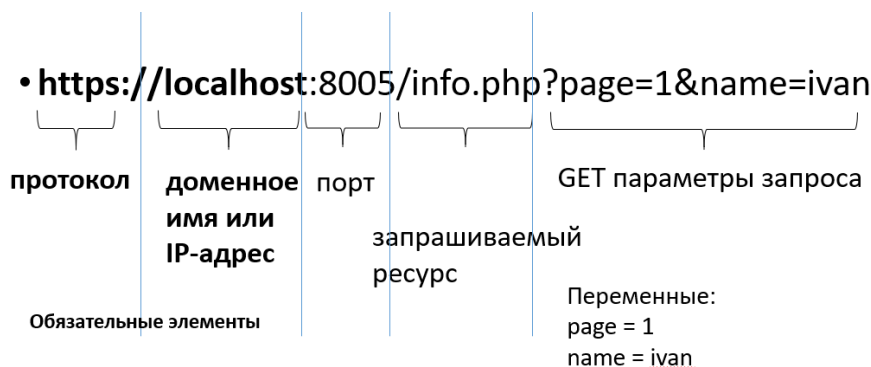 • https://localhost:8005/info.php?page=1&name=ivan
протокол
доменное
имя или
IP-адрес
порт
запрашиваемый
ресурс
GET параметры запроса
Обязательные элементы
Переменные:
page = 1
name = ivan